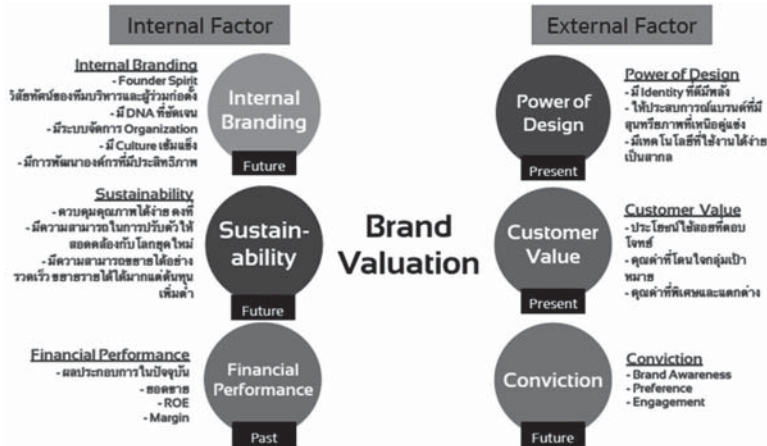 Internal Factor
Internal Branding
- Founder Spirit
วิสัยทัศน์ของทีมบริหารและผู้ร่วมก่อตั้ง
- มี DNA ที่ชัดเจน
- มีระบบจัดการ Organization
- มี Culture เข้มแข็ง
- มีการพัฒนาองค์กรที่มีประสิทธิภาพ
Internal
Branding
Future
Sustainability
- ควบคุมคุณภาพได้ง่าย คงที่
- มีความสามารถในการปรับตัวให้
สอดคล้องกับโลกยุคใหม่
- มีความสามารถขยายได้อย่าง
รวดเร็ว ขยายรายได้ได้มากแต่ต้นทุน
เพิ่มต่ำ
Sustain-
ability
Future
Financial Performance
- ผลประกอบการในปัจจุบัน
- ยอดขาย
- ROE
- Margin
Financial
Performance
Past
Brand
Valuation
External Factor
Power of
Design
Present
Power of Design
- มี Identity ที่ดีมีพลัง
- ให้ประสบการณ์แบรนด์ที่มี
สุนทรียภาพที่เหนือคู่แข่ง
- มีเทคโนโลยีที่ใช้งานได้ง่าย
เป็นสากล
Customer
Value
Present
Customer Value
- ประโยชน์ใช้สอยที่ตอบ
โจทย์
- คุณค่าที่โดนใจกลุ่มเป้า
หมาย
- คุณค่าที่พิเศษและแตกต่าง
Conviction
Future
Conviction
- Brand Awareness
- Preference
- Engagement